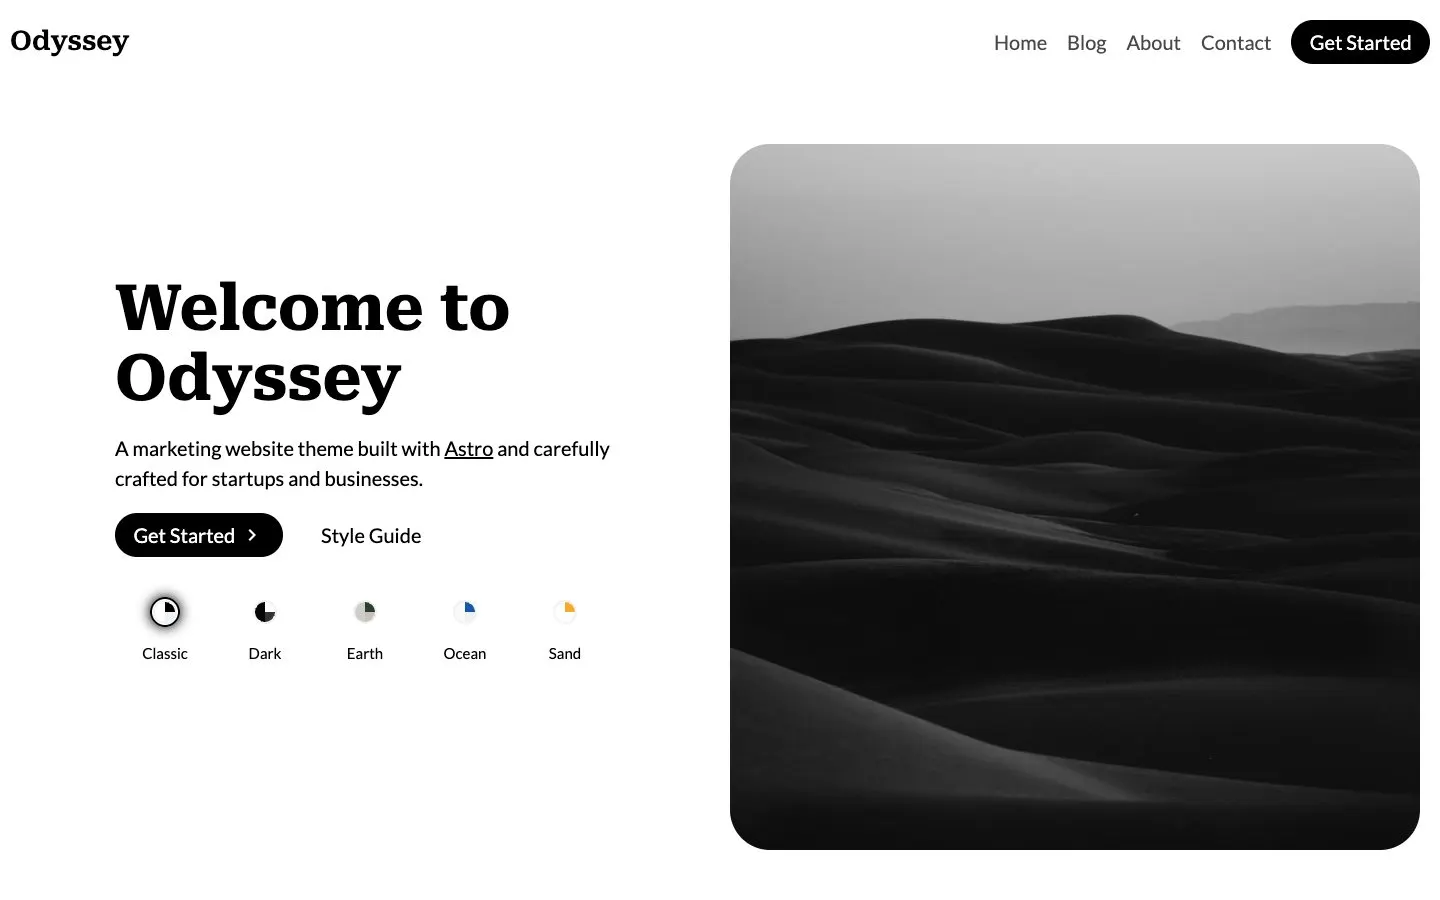 Odyssey
Home Blog About Contact Get Started
Welcome to
Odyssey
A marketing website theme built with Astro and carefully
crafted for startups and businesses.
Get Started Style Guide
Classic Dark Earth Ocean Sand